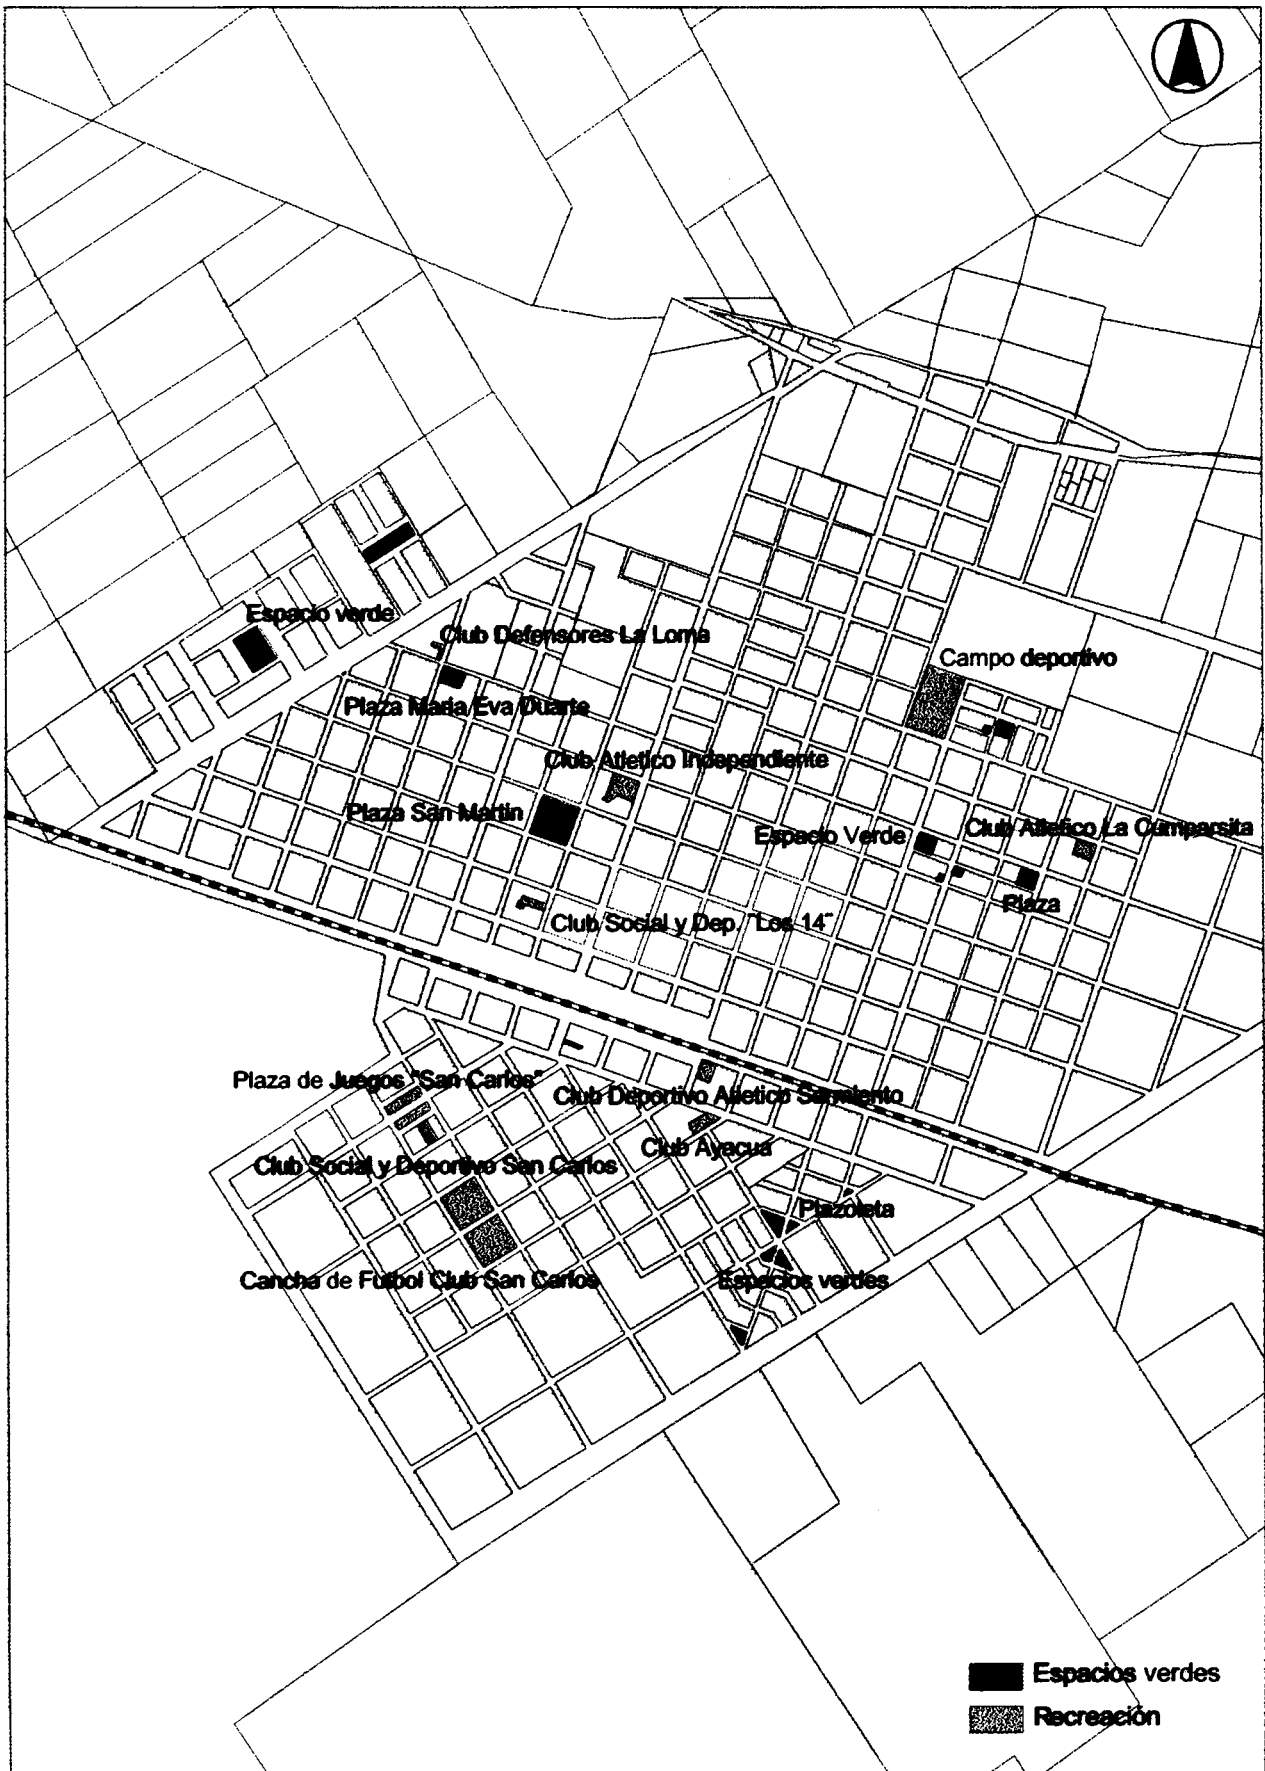 Espacio verde
Club Defensores La Loma
Campo deportivo
Plaza Maria Eva Duarte
Club Atletico Independiente
Plaza San Martin
Espacio Verde
Club Atletico La Cumparsita
Plaza
Club Social y Dep. "Los 14"
Plaza de Juegos "San Carlos"
Club Deportivo Atletico Sarmiento
Club Ayacua
Club Social y Deportivo San Carlos
Plazoleta
Cancha de Futbol Club San Carlos
Espacios verdes
Espacios verdes
Recreación